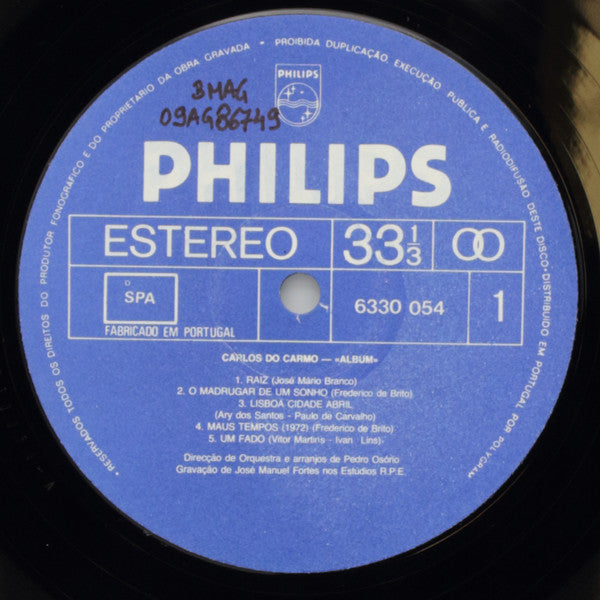 • RESERVADOS TODOS OS DIREITOS DO PRODUTOR FONOGRÁFICO E DO PROPRIETÁRIO DA OBRA GRAVADA • PROIBIDA DUPLICAÇÃO, EXECUÇÃO PÚBLICA E RADIODIFUSÃO DESTE DISCO • DISTRIBUÍDO EM PORTUGAL POR POLYGRAM •
PHILIPS
BMAG
09AG86749
PHILIPS
ESTEREO 33 1/3
D
SPA
6330 054 1
FABRICADO EM PORTUGAL
CARLOS DO CARMO — «ALBUM»
1. RAIZ (José Mário Branco)
2. O MADRUGAR DE UM SONHO (Frederico de Brito)
3. LISBOA CIDADE ABRIL
(Ary dos Santos - Paulo de Carvalho)
4. MAUS TEMPOS (1972) (Frederico de Brito)
5. UM FADO (Vitor Martins - Ivan Lins)
Direcção de Orquestra e arranjos de Pedro Osório
Gravação de José Manuel Fortes nos Estúdios R.P.E.